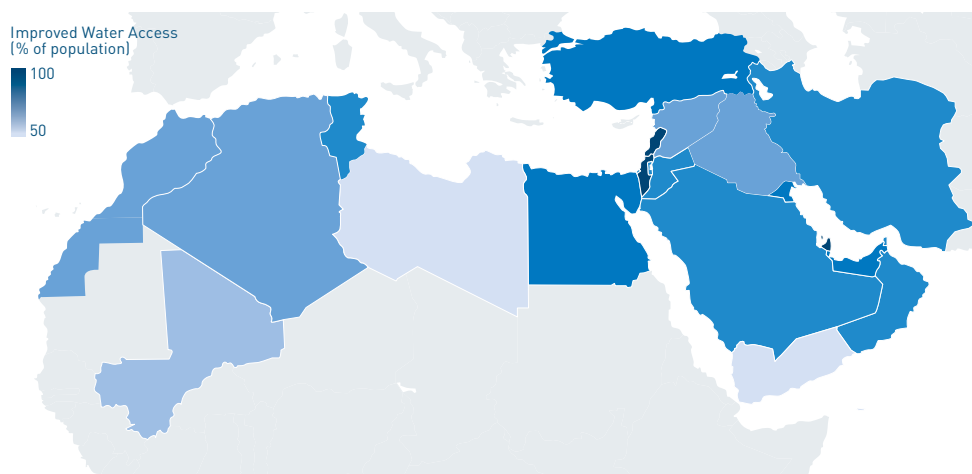 Improved Water Access
(% of population)
100
50